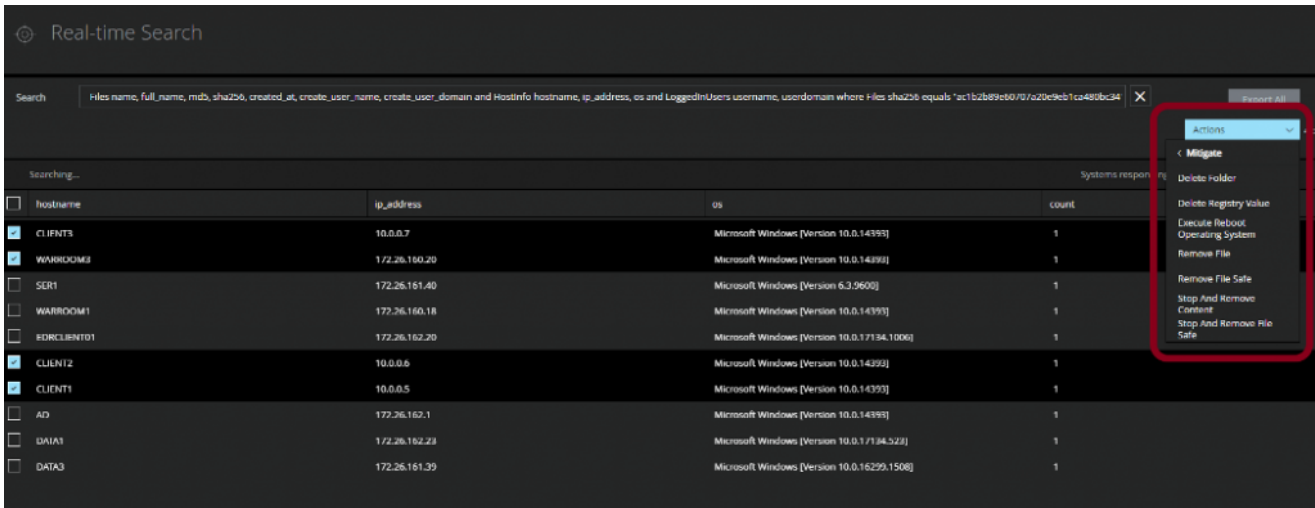 Real-time Search
Search
Files name, full_name, md5, sha256, created_at, create_user_name, create_user_domain and HostInfo hostname, ip_address, os and LoggedInUsers username, userdomain where Files sha256 equals "ac1b2b89e60707a20e9eb1ca480bc34
Export All
Actions
< Mitigate
Searching...
Systems respon
Delete Folder
hostname ip_address os count
Delete Registry Value
Execute Reboot
Operating System
CLIENT3 10.0.0.7 Microsoft Windows [Version 10.0.14393] 1
Remove File
WARROOM3 172.26.160.20 Microsoft Windows [Version 10.0.14393] 1
Remove File Safe
SER1 172.26.161.40 Microsoft Windows [Version 6.3.9600] 1
Stop And Remove
Content
WARROOM1 172.26.160.18 Microsoft Windows [Version 10.0.14393] 1
Stop And Remove File
Safe
EDRCLIENT01 172.26.162.20 Microsoft Windows [Version 10.0.17134.1006] 1
CLIENT2 10.0.0.6 Microsoft Windows [Version 10.0.14393] 1
CLIENT1 10.0.0.5 Microsoft Windows [Version 10.0.14393] 1
AD 172.26.162.1 Microsoft Windows [Version 10.0.14393] 1
DATA1 172.26.162.23 Microsoft Windows [Version 10.0.17134.523] 1
DATA3 172.26.161.39 Microsoft Windows [Version 10.0.16299.1508] 1